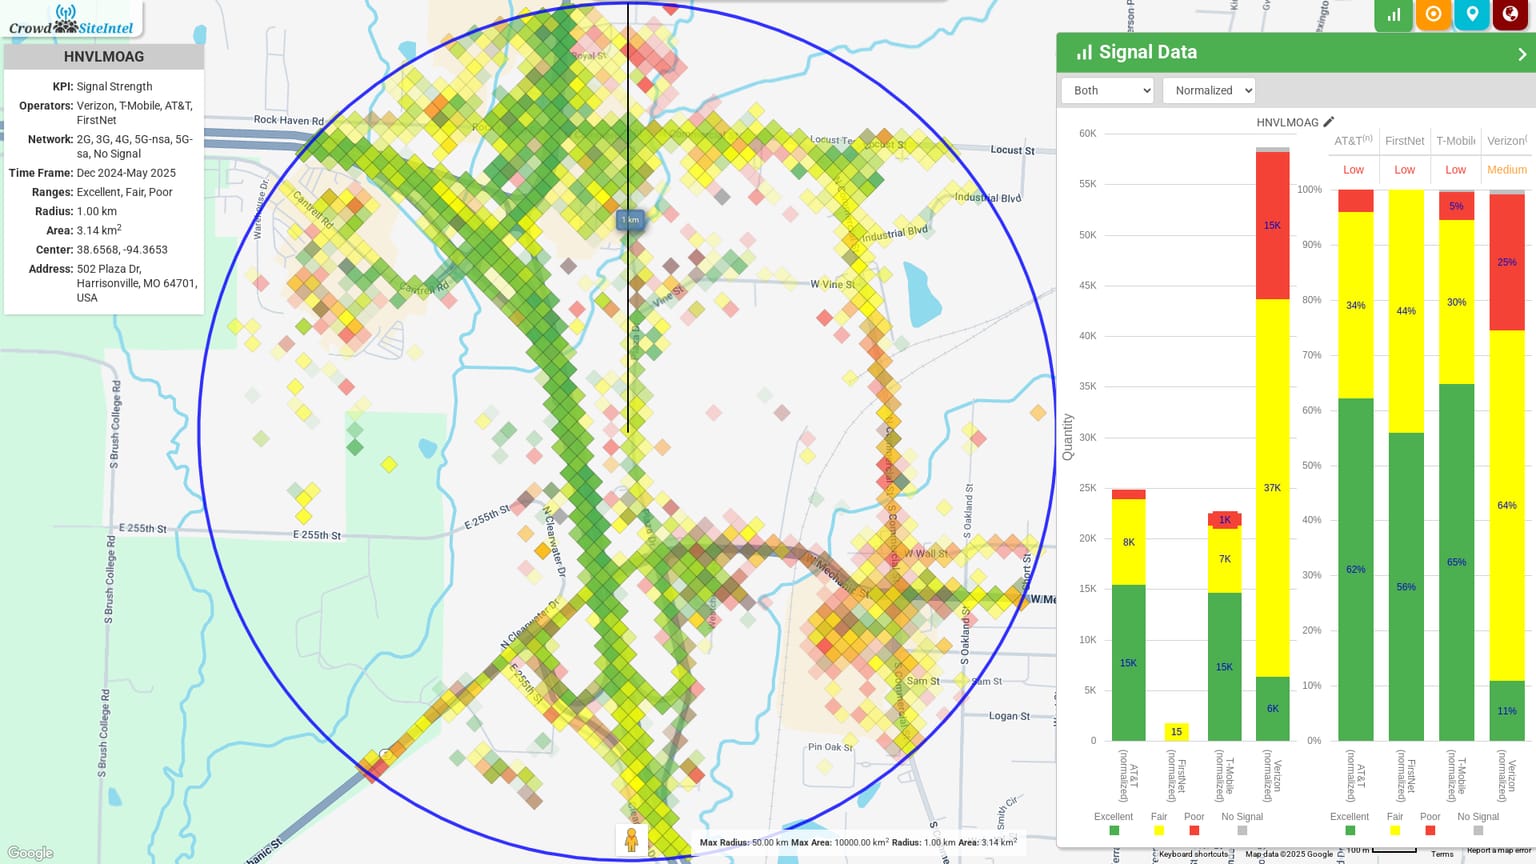 CrowdSiteIntel
HNVLMOAG
KPI: Signal Strength
Operators: Verizon, T-Mobile, AT&T,
FirstNet
Network: 2G, 3G, 4G, 5G-nsa, 5G-
sa, No Signal
Time Frame: Dec 2024-May 2025
Ranges: Excellent, Fair, Poor
Radius: 1.00 km
Area: 3.14 km2
Center: 38.6568, -94.3653
Address: 502 Plaza Dr,
Harrisonville, MO 64701,
USA
Rock Haven Rd
Royal St
Locust St
Locust St
Industrial Blvd
Industrial Blvd
Warehouse Dr.
Cantrell Rd
Cantrell Rd
1 km
W Vine St
Vine St
S Brush College Rd
S Brush College Rd
S Brush College Rd
E 255th St
E 255th St
E 255th St
E 255th St
N Clearwater Dr
N Clearwater Dr
W Mechanic St
W Wall St
Short St
S Oakland St
S Oakland St
Sam St
Sam St
Logan St
Pin Oak St
Smith Cir
Google
Max Radius: 50.00 km Max Area: 10000.00 km2 Radius: 1.00 km Area: 3.14 km2
Keyboard shortcuts
Map data ©2025 Google
100 m
Terms
Report a map error
Signal Data
Both
Normalized
HNVLMOAG
60K
55K
50K
45K
40K
35K
30K
25K
20K
15K
10K
5K
0
Quantity
8K
15K
15
1K
7K
15K
15K
37K
6K
AT&T (normalized)
FirstNet (normalized)
T-Mobile (normalized)
Verizon (normalized)
Excellent Fair Poor No Signal
AT&T(n) FirstNet T-Mobile Verizon(
Low Low Low Medium
100%
90%
80%
70%
60%
50%
40%
30%
20%
10%
0%
34%
62%
44%
56%
5%
30%
65%
25%
64%
11%
AT&T (normalized)
FirstNet (normalized)
T-Mobile (normalized)
Verizon (normalized)
Excellent Fair Poor No Signal